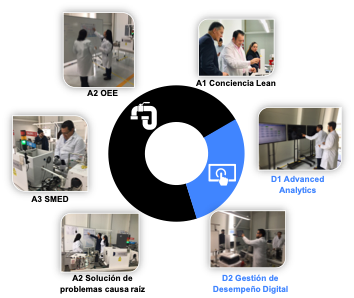 A2 OEE
A1 Conciencia Lean
A3 SMED
D1 Advanced
Analytics
A2 Solución de
problemas causa raíz
D2 Gestión de
Desempeño Digital